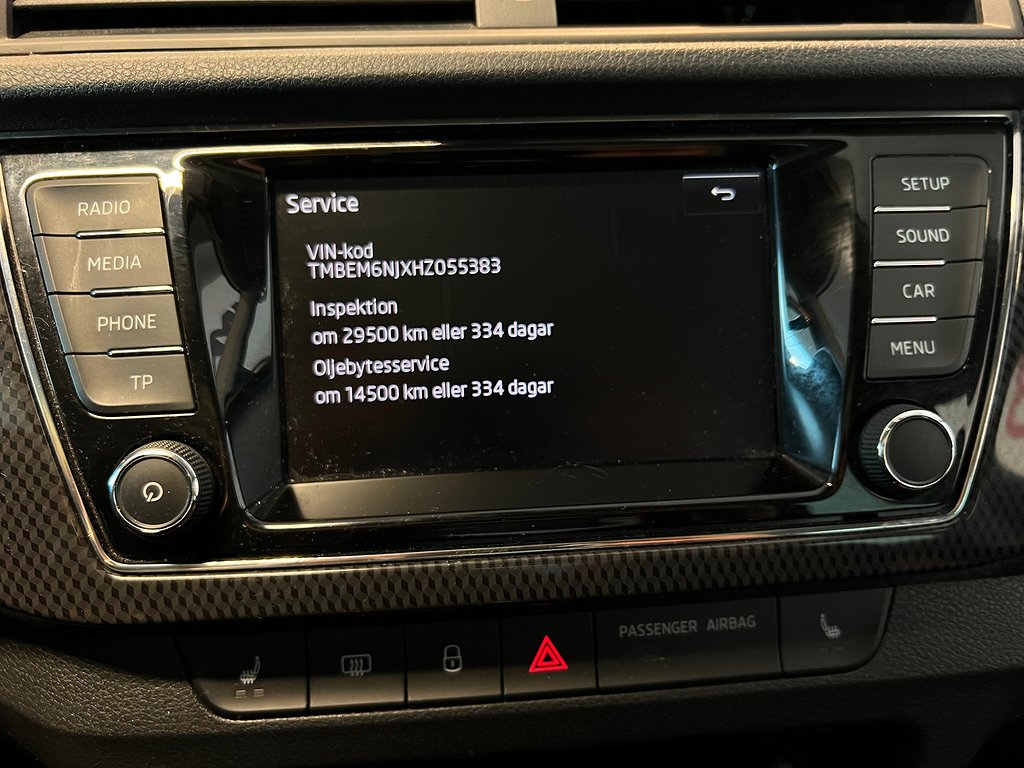 Service
VIN-kod
TMBEM6NJXHZ055383
Inspektion
om 29500 km eller 334 dagar
Oljebytesservice
om 14500 km eller 334 dagar
RADIO
MEDIA
PHONE
TP
SETUP
SOUND
CAR
MENU
PASSENGER AIRBAG